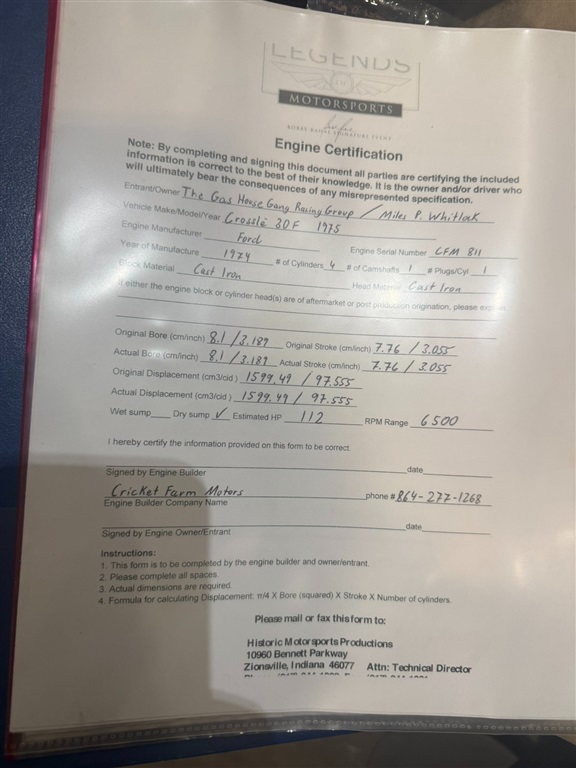 LEGENDS
MOTORSPORTS
Engine Certification
Note: By completing and signing this document all parties are certifying the included
information is correct to the best of their knowledge. It is the owner and/or driver who
will ultimately bear the consequences of any misrepresented specification.
Entrant/Owner The Gas House Gang Racing Group / Miles P. Whitlak
Vehicle Make/Model/Year Crosslé 30F 1975
Engine Manufacturer Ford Engine Serial Number CFM 811
Year of Manufacture 1974 # of Cylinders 4 # of Camshafts 1 # Plugs/Cyl 1
Block Material Cast Iron Head Material Cast Iron
If either the engine block or cylinder head(s) are of aftermarket or post production origination, please
Original Bore (cm/inch) 8.1 / 3.189 Original Stroke (cm/inch) 7.76 / 3.055
Actual Bore (cm/inch) 8.1 / 3.189 Actual Stroke (cm/inch) 7.76 / 3.055
Original Displacement (cm3/cid) 1599.49 / 97.555
Actual Displacement (cm3/cid) 1599.49 / 97.555
Wet sump Dry sump ✓ Estimated HP 112 RPM Range 6500
I hereby certify the information provided on this form to be correct.
Signed by Engine Builder date
Cricket Farm Motors phone # 864-277-1268
Engine Builder Company Name
Signed by Engine Owner/Entrant date
Instructions:
1. This form is to be completed by the engine builder and owner/entrant.
2. Please complete all spaces.
3. Actual dimensions are required.
4. Formula for calculating Displacement: π/4 X Bore (squared) X Stroke X Number of cylinders.
Please mail or fax this form to:
Historic Motorsports Productions
10960 Bennett Parkway
Zionsville, Indiana 46077 Attn: Technical Director